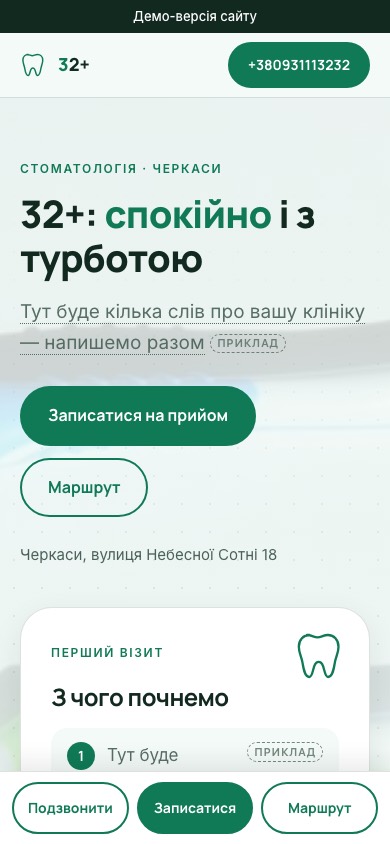 Демо-версія сайту
32+
+380931113232
СТОМАТОЛОГІЯ · ЧЕРКАСИ
32+: спокійно і з
турботою
Тут буде кілька слів про вашу клініку
— напишемо разом ПРИКЛАД
Записатися на прийом
Маршрут
Черкаси, вулиця Небесної Сотні 18
ПЕРШИЙ ВІЗИТ
З чого почнемо
1 Тут буде ПРИКЛАД
Подзвонити Записатися Маршрут